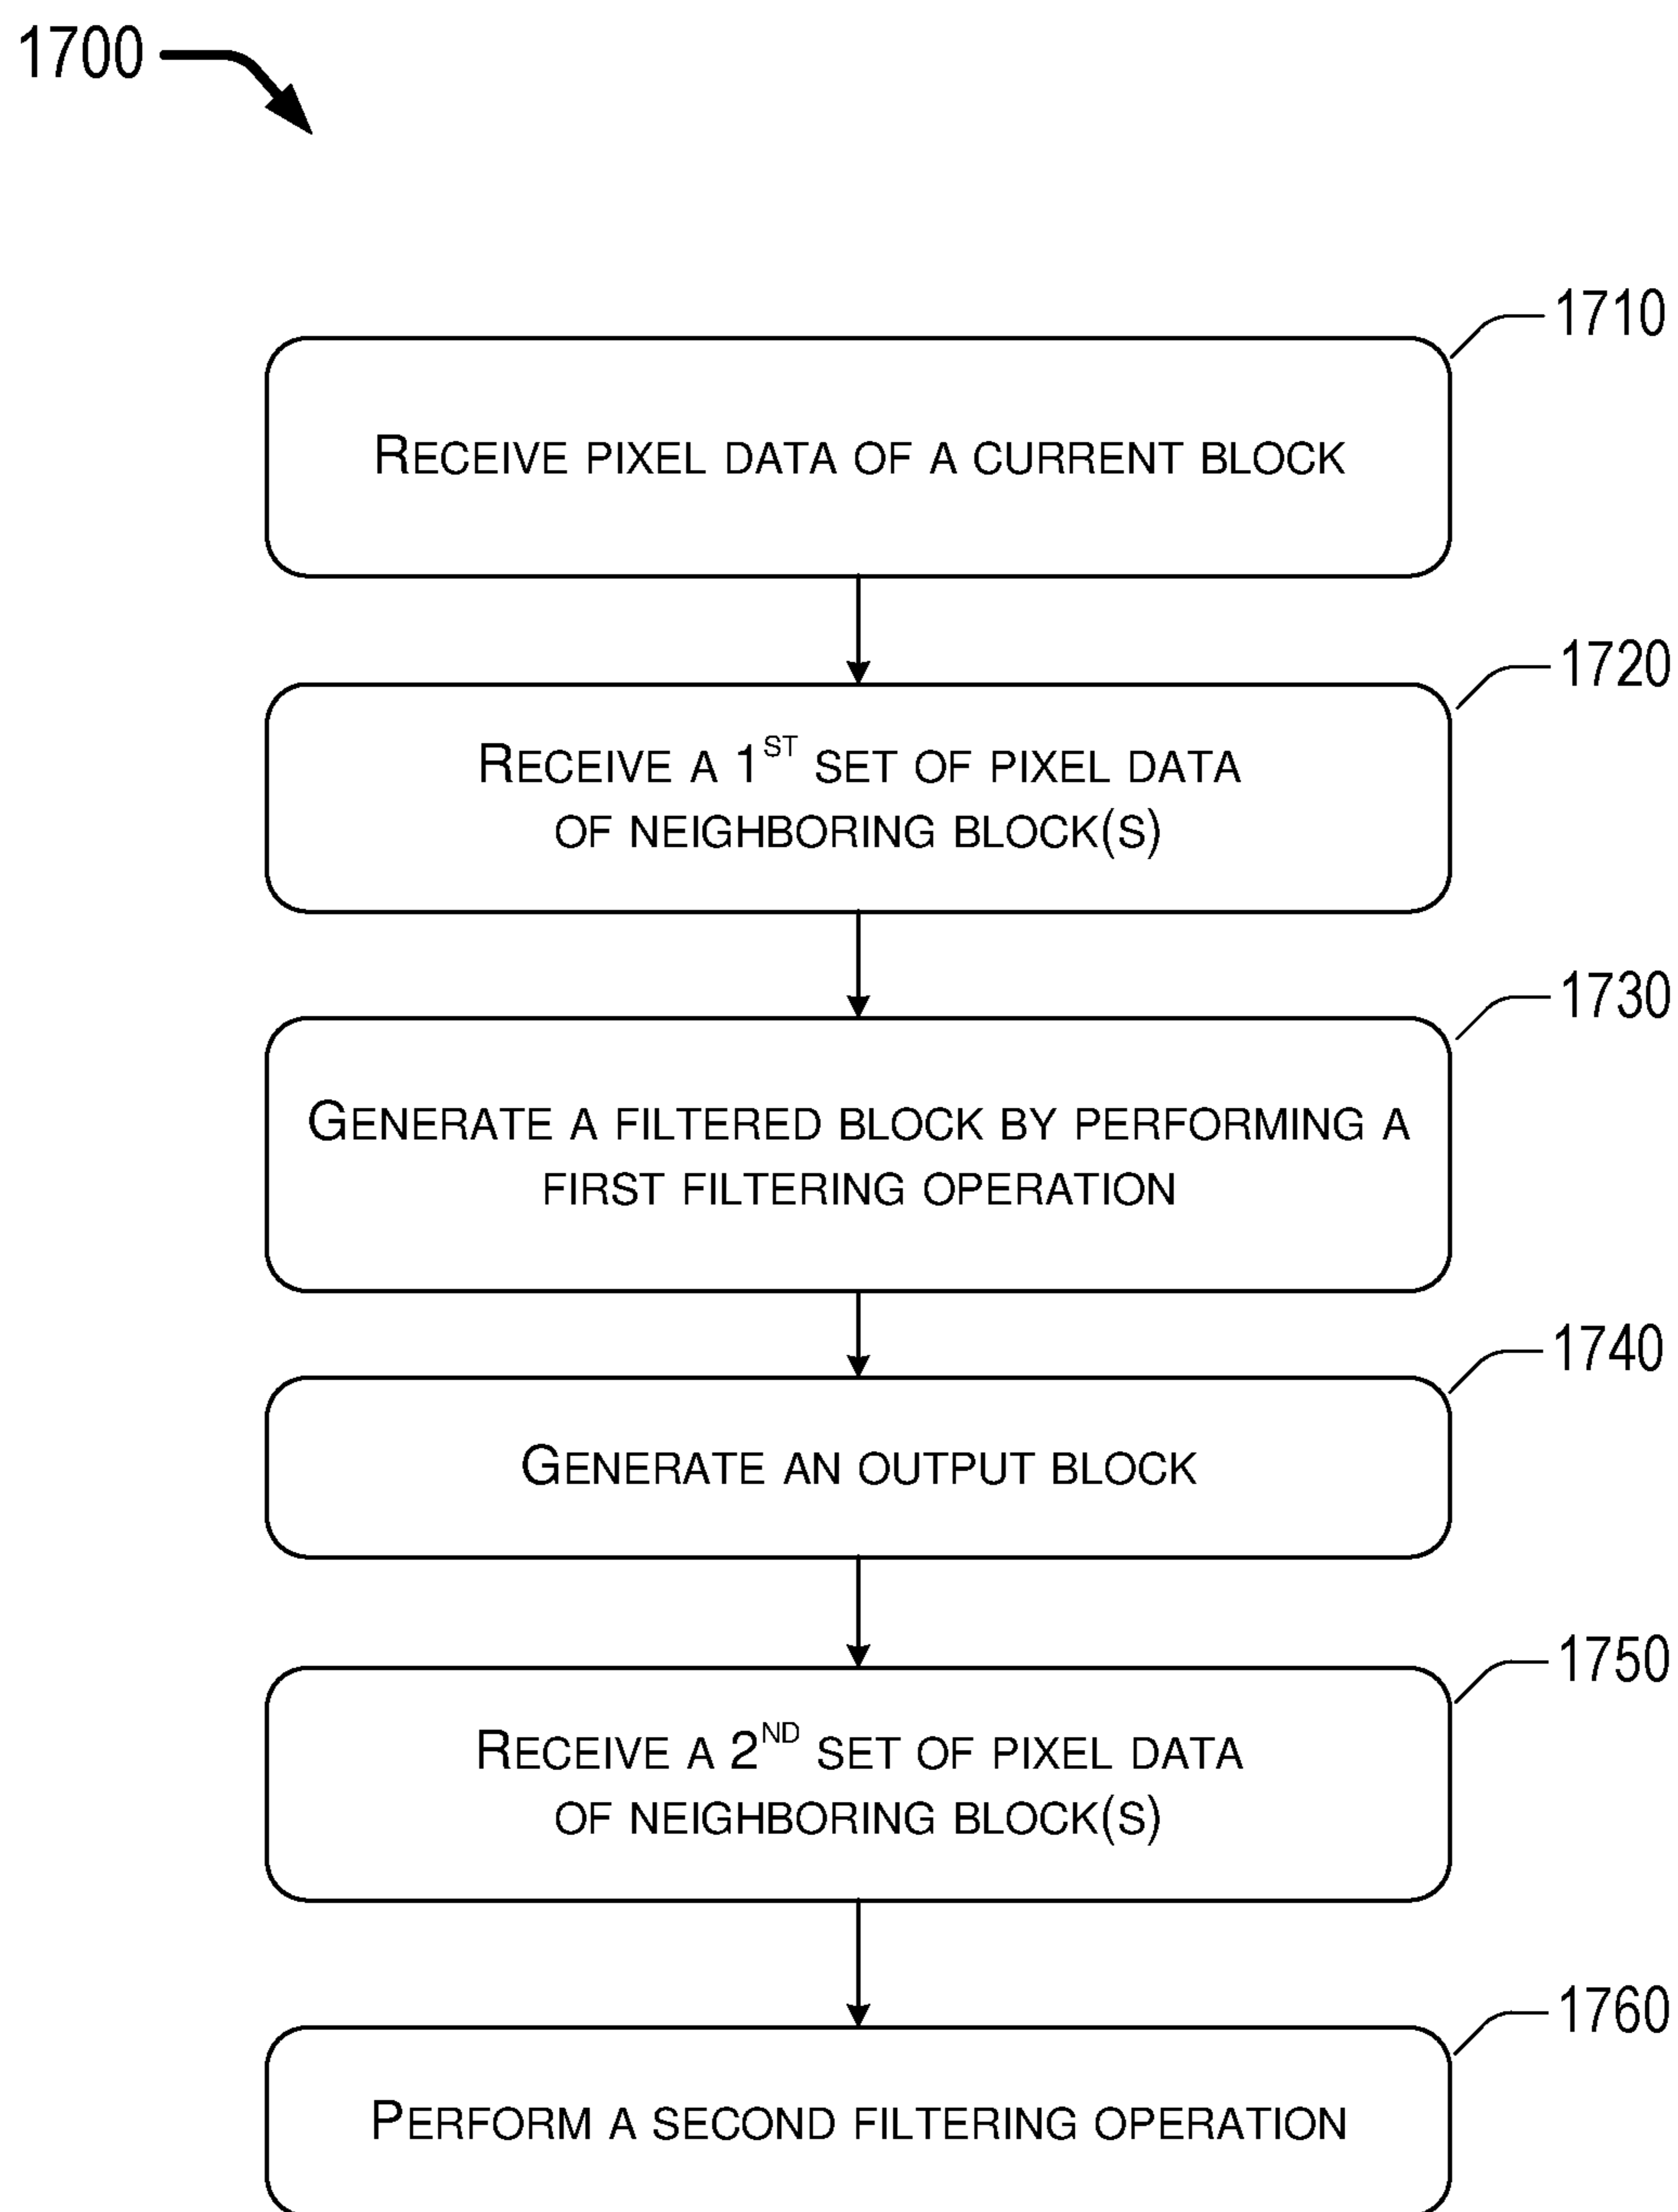 1700
1710
RECEIVE PIXEL DATA OF A CURRENT BLOCK
1720
RECEIVE A 1ST SET OF PIXEL DATA
OF NEIGHBORING BLOCK(S)
1730
GENERATE A FILTERED BLOCK BY PERFORMING A
FIRST FILTERING OPERATION
1740
GENERATE AN OUTPUT BLOCK
1750
RECEIVE A 2ND SET OF PIXEL DATA
OF NEIGHBORING BLOCK(S)
1760
PERFORM A SECOND FILTERING OPERATION